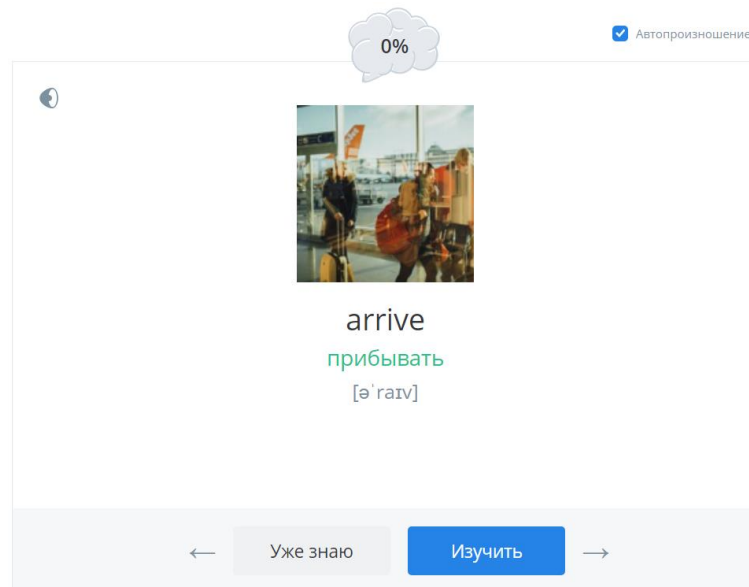 0%
Автопроизношение
arrive
прибывать
[əˈraɪv]
← Уже знаю Изучить →